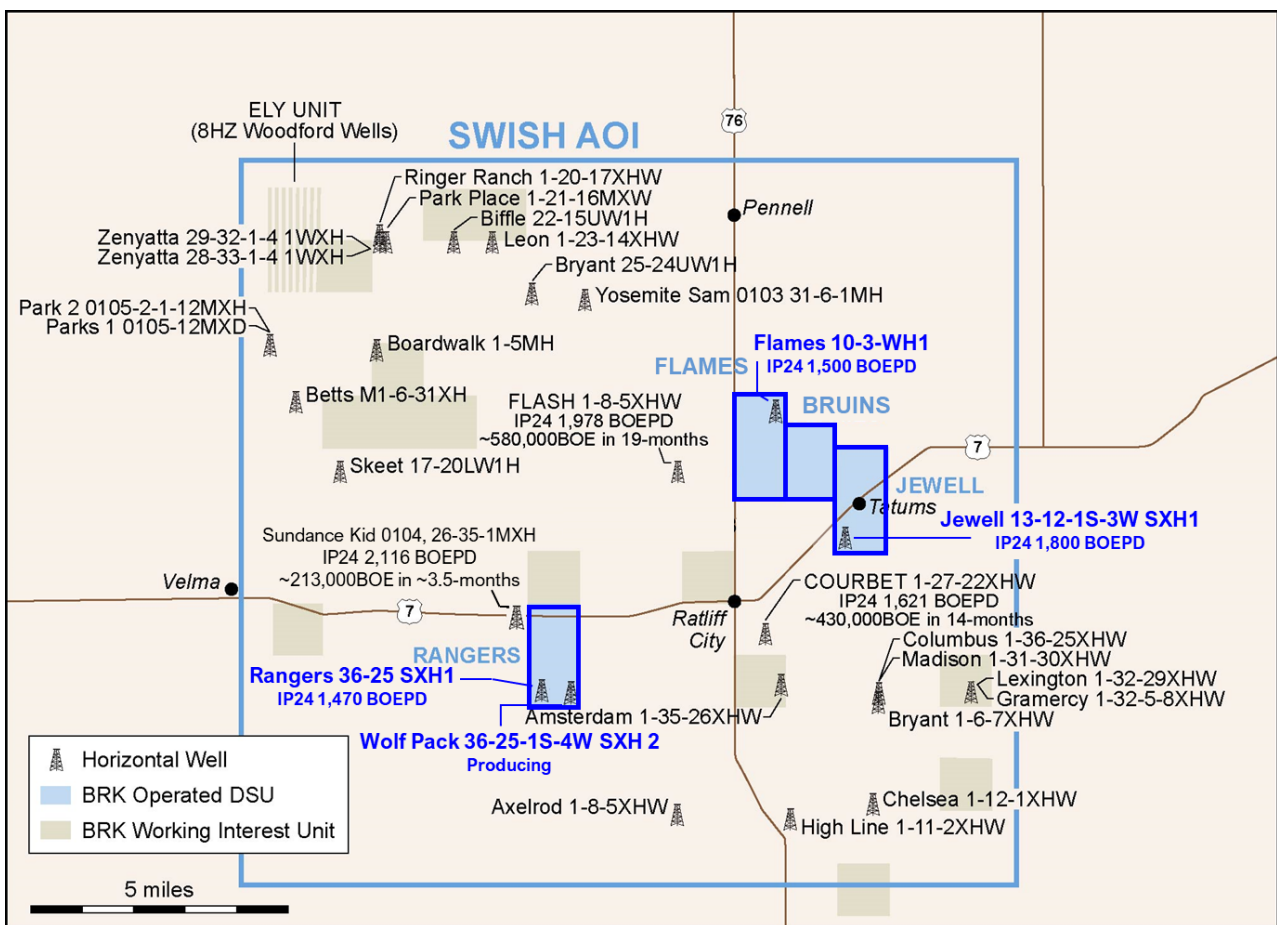 ELY UNIT
(8HZ Woodford Wells)
SWISH AOI
76
Ringer Ranch 1-20-17XHW
Park Place 1-21-16MXW
Biffle 22-15UW1H
Leon 1-23-14XHW
Pennell
Zenyatta 29-32-1-4 1WXH
Zenyatta 28-33-1-4 1WXH
Bryant 25-24UW1H
Yosemite Sam 0103 31-6-1MH
Park 2 0105-2-1-12MXH
Parks 1 0105-12MXD
Boardwalk 1-5MH
Flames 10-3-WH1
IP24 1,500 BOEPD
FLAMES
BRUINS
Betts M1-6-31XH
FLASH 1-8-5XHW
IP24 1,978 BOEPD
~580,000BOE in 19-months
7
Skeet 17-20LW1H
JEWELL
Tatums
Jewell 13-12-1S-3W SXH1
IP24 1,800 BOEPD
Sundance Kid 0104, 26-35-1MXH
IP24 2,116 BOEPD
~213,000BOE in ~3.5-months
Velma
7
Ratliff
City
COURBET 1-27-22XHW
IP24 1,621 BOEPD
~430,000BOE in 14-months
RANGERS
Rangers 36-25 SXH1
IP24 1,470 BOEPD
Columbus 1-36-25XHW
Madison 1-31-30XHW
Lexington 1-32-29XHW
Gramercy 1-32-5-8XHW
Bryant 1-6-7XHW
Amsterdam 1-35-26XHW
Wolf Pack 36-25-1S-4W SXH 2
Producing
Axelrod 1-8-5XHW
Chelsea 1-12-1XHW
High Line 1-11-2XHW
Horizontal Well
BRK Operated DSU
BRK Working Interest Unit
5 miles